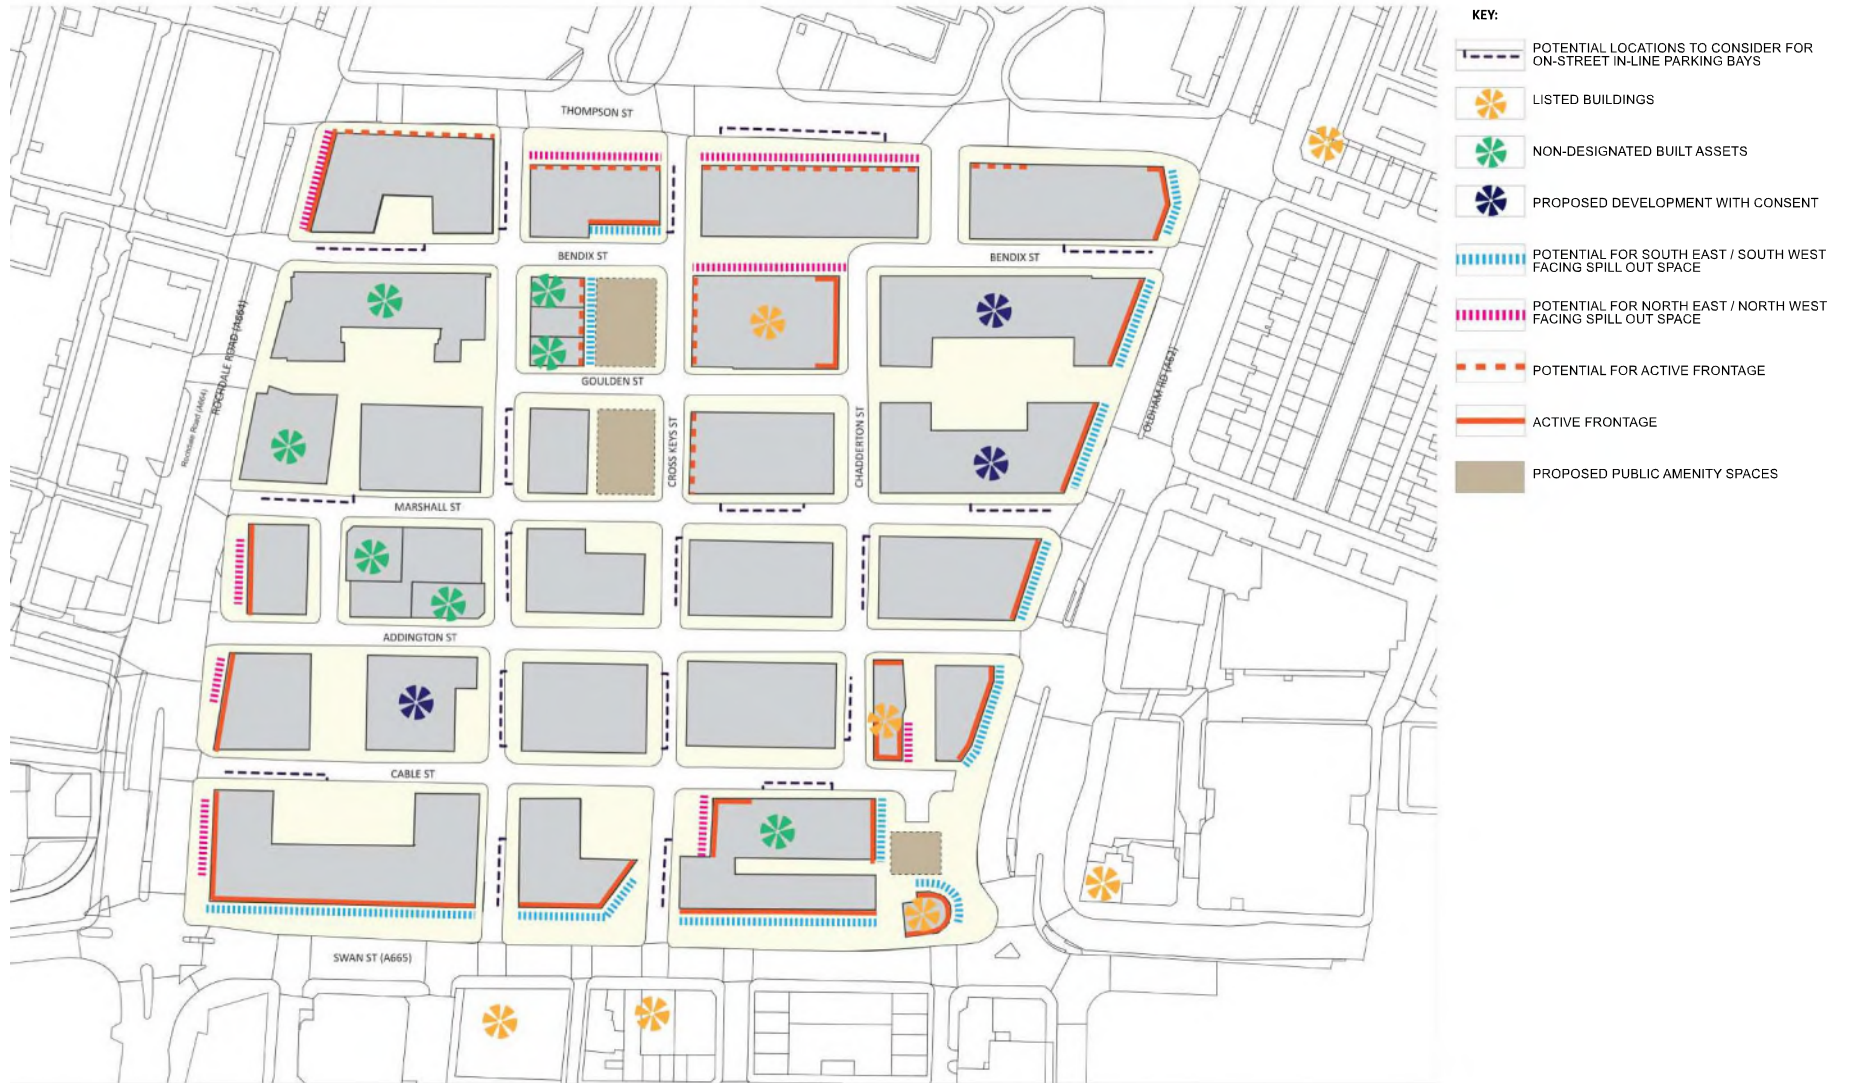 KEY:
POTENTIAL LOCATIONS TO CONSIDER FOR
ON-STREET IN-LINE PARKING BAYS
LISTED BUILDINGS
NON-DESIGNATED BUILT ASSETS
PROPOSED DEVELOPMENT WITH CONSENT
POTENTIAL FOR SOUTH EAST / SOUTH WEST
FACING SPILL OUT SPACE
POTENTIAL FOR NORTH EAST / NORTH WEST
FACING SPILL OUT SPACE
POTENTIAL FOR ACTIVE FRONTAGE
ACTIVE FRONTAGE
PROPOSED PUBLIC AMENITY SPACES
THOMPSON ST
BENDIX ST
BENDIX ST
ROCHDALE ROAD (A664)
Rochdale Road (A664)
GOULDEN ST
CROSS KEYS ST
CHADDERTON ST
OLDHAM RD (A62)
MARSHALL ST
ADDINGTON ST
CABLE ST
SWAN ST (A665)